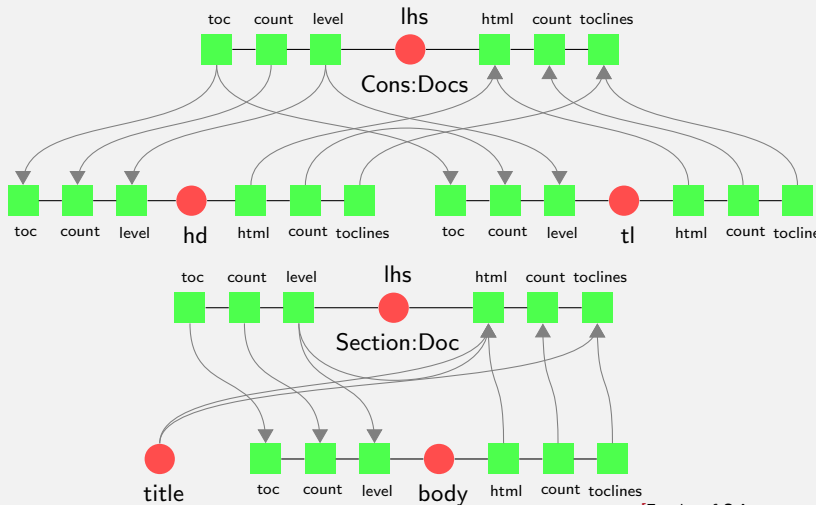 toc count level lhs html count toclines
Cons:Docs
toc count level hd html count toclines toc count level tl html count tocline
toc count level lhs html count toclines
Section:Doc
title toc count level body html count toclines